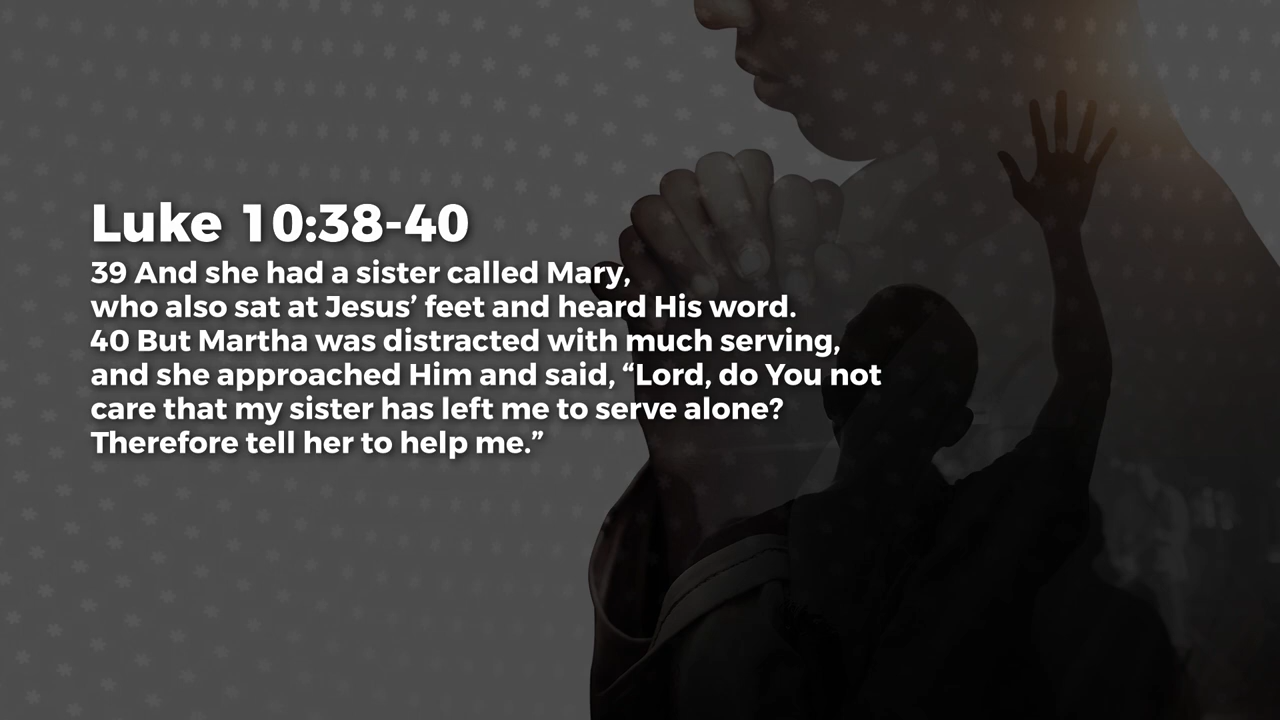 Luke 10:38-40
39 And she had a sister called Mary,
who also sat at Jesus’ feet and heard His word.
40 But Martha was distracted with much serving,
and she approached Him and said, “Lord, do You not
care that my sister has left me to serve alone?
Therefore tell her to help me.”